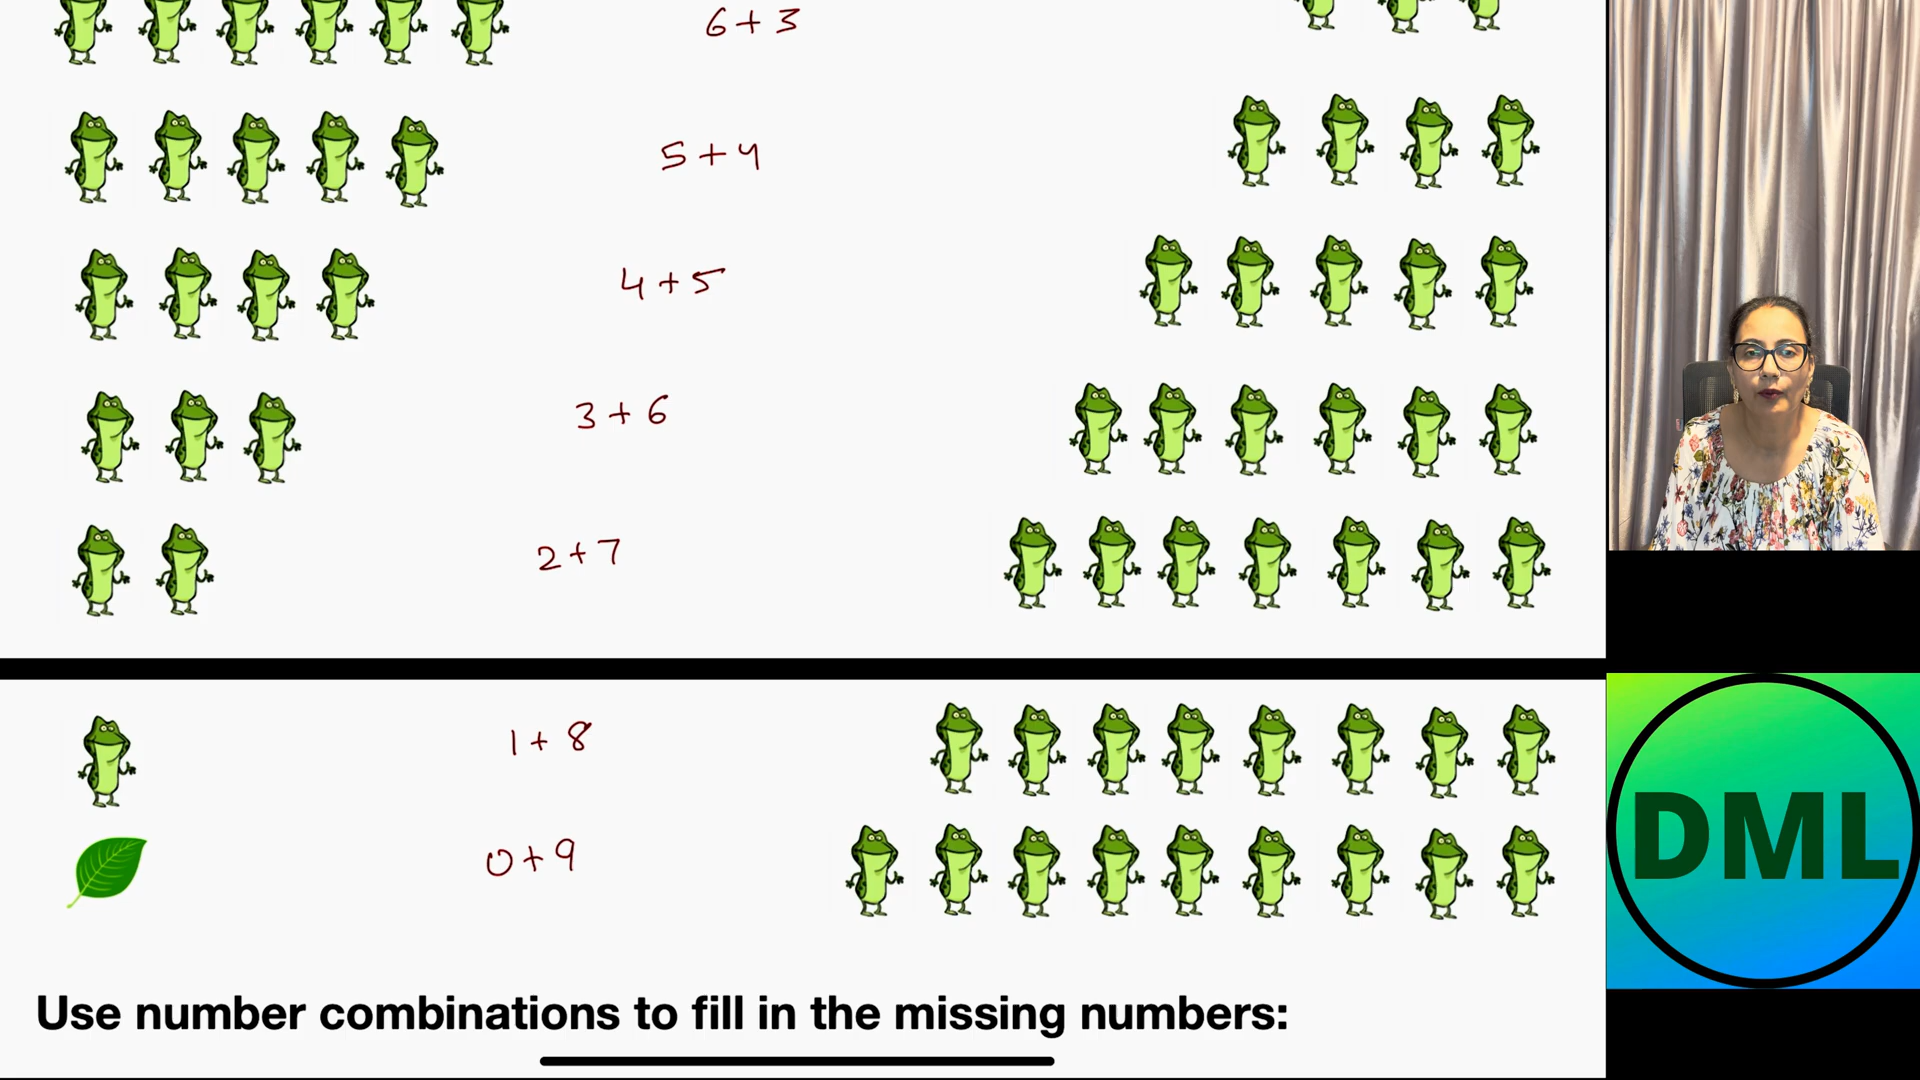 6 + 3
5 + 4
4 + 5
3 + 6
2 + 7
1 + 8
0 + 9
Use number combinations to fill in the missing numbers:
DML